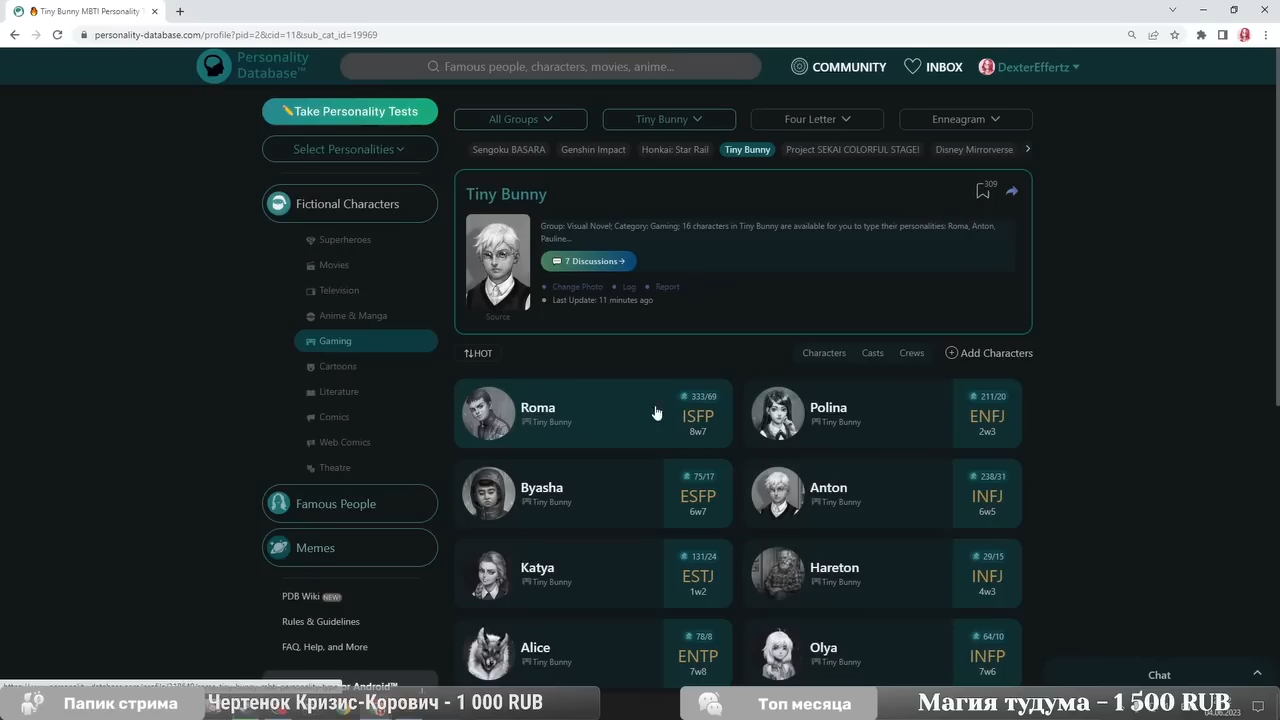 Tiny Bunny MBTI Personality T
personality-database.com/profile?pid=2&cid=11&sub_cat_id=19969
Personality
Database™
Famous people, characters, movies, anime...
COMMUNITY
INBOX
DexterEffertz
Take Personality Tests
All Groups
Tiny Bunny
Four Letter
Enneagram
Select Personalities
Sengoku BASARA
Genshin Impact
Honkai: Star Rail
Tiny Bunny
Project SEKAI COLORFUL STAGE!
Disney Mirrorverse
Tiny Bunny
309
Fictional Characters
Group: Visual Novel; Category: Gaming; 16 characters in Tiny Bunny are available for you to type their personalities: Roma, Anton,
Pauline...
7 Discussions→
Change Photo
Log
Report
Last Update: 11 minutes ago
Source
Superheroes
Movies
Television
Anime & Manga
Gaming
Cartoons
Literature
Comics
Web Comics
Theatre
HOT
Characters
Casts
Crews
Add Characters
Roma
Tiny Bunny
333/69
ISFP
8w7
Polina
Tiny Bunny
211/20
ENFJ
2w3
Byasha
Tiny Bunny
75/17
ESFP
6w7
Anton
Tiny Bunny
238/31
INFJ
6w5
Katya
Tiny Bunny
131/24
ESTJ
1w2
Hareton
Tiny Bunny
29/15
INFJ
4w3
Alice
Tiny Bunny
78/8
ENTP
7w8
Olya
Tiny Bunny
64/10
INFP
7w6
Famous People
Memes
PDB Wiki NEW!
Rules & Guidelines
FAQ, Help, and More
Android™
Chat
Папик стрима
Чертенок Кризис-Корович - 1 000 RUB
Топ месяца
Магия тудума - 1 500 RUB
04.06.2023